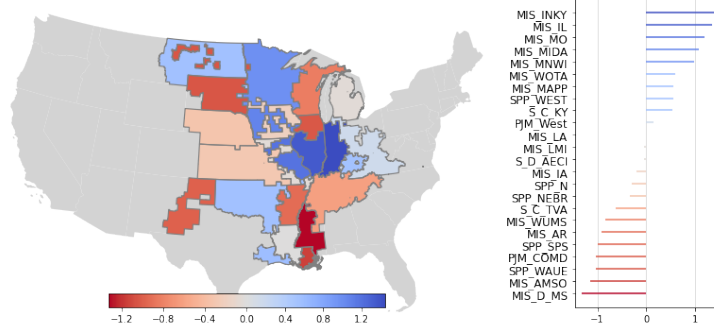 MIS_INKY
MIS_IL
MIS_MO
MIS_MIDA
MIS_MNWI
MIS_WOTA
MIS_MAPP
SPP_WEST
S_C_KY
PJM_West
MIS_LA
MIS_LMI
S_D_AECI
MIS_IA
SPP_N
SPP_NEBR
S_C_TVA
MIS_WUMS
MIS_AR
SPP_SPS
PJM_COMD
SPP_WAUE
MIS_AMSO
MIS_D_MS
−1.2 −0.8 −0.4 0.0 0.4 0.8 1.2
−1 0 1